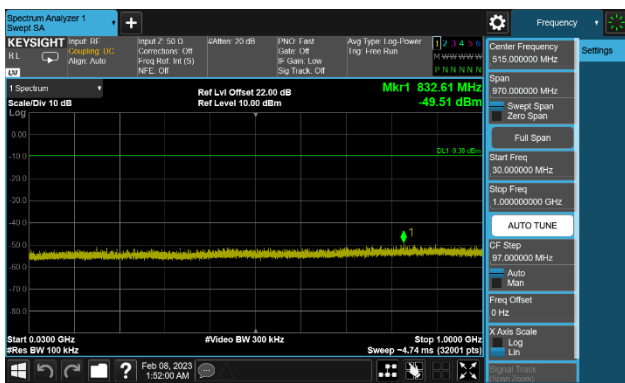 Spectrum Analyzer 1
Swept SA
Frequency
KEYSIGHT
RL
Input: RF
Coupling: DC
Align: Auto
Input Z: 50 Ω
Corrections: Off
Freq Ref: Int (S)
NFE: Off
#Atten: 20 dB
PNO: Fast
Gate: Off
IF Gain: Low
Sig Track: Off
Avg Type: Log-Power
Trig: Free Run
1 2 3 4 5 6
M W W W W W
P N N N N N
LXI
1 Spectrum
Scale/Div 10 dB
Log
Ref Lvl Offset 22.00 dB
Ref Level 10.00 dBm
Mkr1 832.61 MHz
-49.51 dBm
0.00
DL1 -9.39 dBm
-10.0
-20.0
-30.0
-40.0
1
-50.0
-60.0
-70.0
-80.0
Start 0.0300 GHz
#Res BW 100 kHz
#Video BW 300 kHz
Stop 1.0000 GHz
Sweep ~4.74 ms (32001 pts)
Feb 08, 2023
1:52:00 AM
Center Frequency
515.000000 MHz
Settings
Span
970.000000 MHz
Swept Span
Zero Span
Full Span
Start Freq
30.000000 MHz
Stop Freq
1.000000000 GHz
AUTO TUNE
CF Step
97.000000 MHz
Auto
Man
Freq Offset
0 Hz
X Axis Scale
Log
Lin
Signal Track
(Span Zoom)